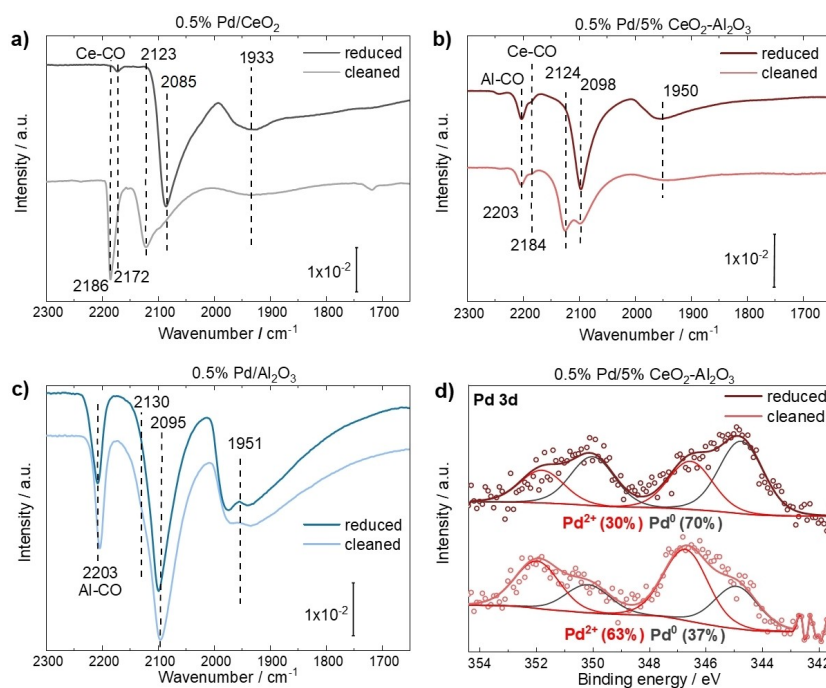 a)
0.5% Pd/CeO₂
Ce-CO
2123
2085
1933
reduced
cleaned
2186
2172
1x10⁻²
Intensity / a.u.
2300 2200 2100 2000 1900 1800 1700
Wavenumber / cm⁻¹
b)
0.5% Pd/5% CeO₂-Al₂O₃
Ce-CO
Al-CO
2124
2098
1950
reduced
cleaned
2203
2184
1x10⁻²
Intensity / a.u.
2300 2200 2100 2000 1900 1800 1700
Wavenumber / cm⁻¹
c)
0.5% Pd/Al₂O₃
2130
2095
1951
reduced
cleaned
2203
Al-CO
1x10⁻²
Intensity / a.u.
2300 2200 2100 2000 1900 1800 1700
Wavenumber / cm⁻¹
d)
0.5% Pd/5% CeO₂-Al₂O₃
Pd 3d
reduced
cleaned
Pd²⁺ (30%) Pd⁰ (70%)
Pd²⁺ (63%) Pd⁰ (37%)
Intensity / a.u.
354 352 350 348 346 344 342
Binding energy / eV